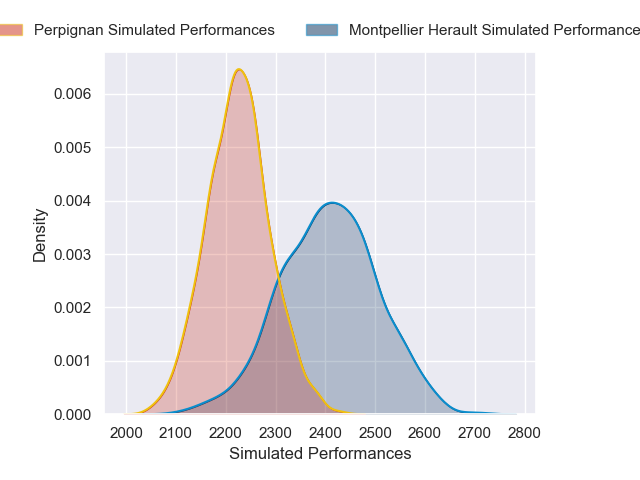 Perpignan Simulated Performances
Montpellier Herault Simulated Performance
0.006
0.005
0.004
0.003
0.002
0.001
0.000
Density
2000 2100 2200 2300 2400 2500 2600 2700 2800
Simulated Performances